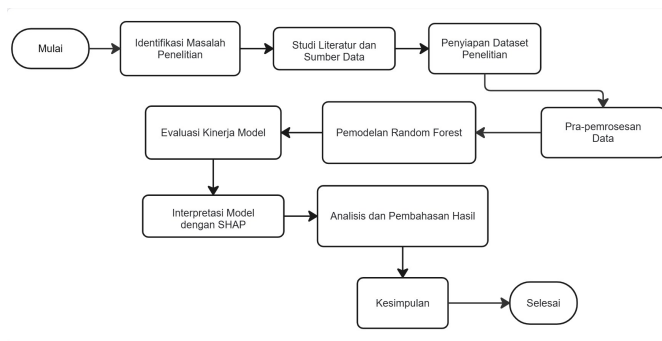 Mulai
Identifikasi Masalah
Penelitian
Studi Literatur dan
Sumber Data
Penyiapan Dataset
Penelitian
Pra-pemrosesan
Data
Pemodelan Random Forest
Evaluasi Kinerja Model
Interpretasi Model
dengan SHAP
Analisis dan Pembahasan Hasil
Kesimpulan
Selesai